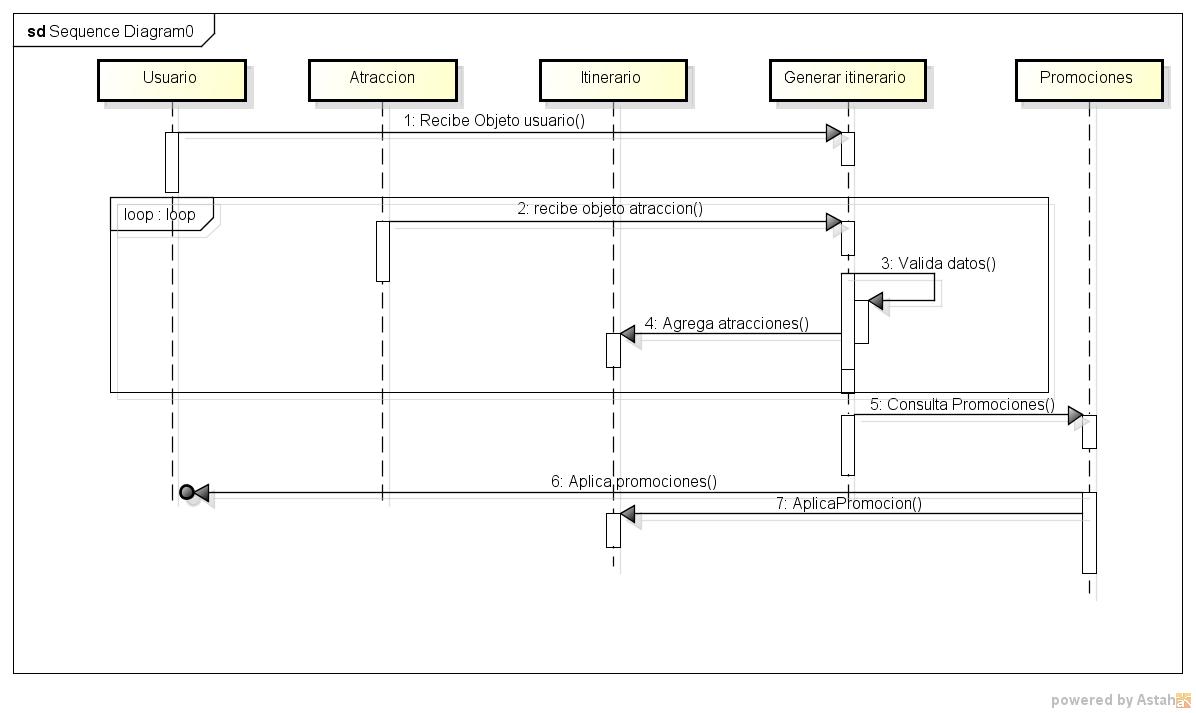 sd Sequence Diagram0
Usuario
Atraccion
Itinerario
Generar itinerario
Promociones
1: Recibe Objeto usuario()
loop : loop
2: recibe objeto atraccion()
3: Valida datos()
4: Agrega atracciones()
5: Consulta Promociones()
6: Aplica promociones()
7: AplicaPromocion()
powered by Astah